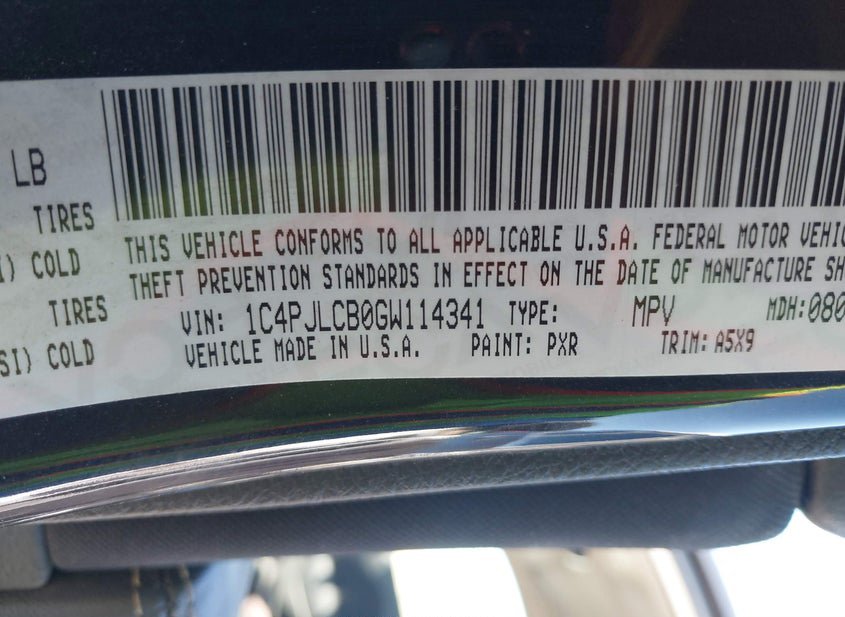 LB
TIRES
THIS VEHICLE CONFORMS TO ALL APPLICABLE U.S.A. FEDERAL MOTOR VEHIC
I) COLD
THEFT PREVENTION STANDARDS IN EFFECT ON THE DATE OF MANUFACTURE SH
TIRES
VIN: 1C4PJLCB0GW114341 TYPE: MPV MDH:080
SI) COLD
VEHICLE MADE IN U.S.A. PAINT: PXR TRIM: A5X9